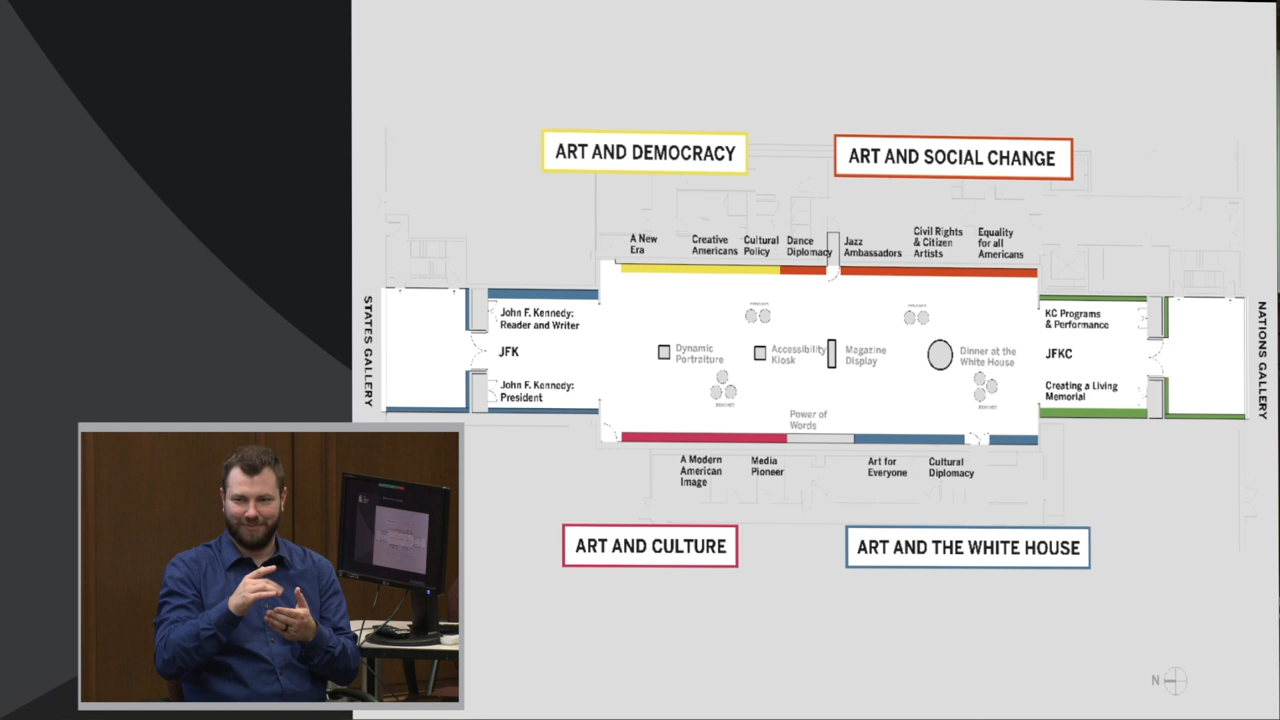 ART AND DEMOCRACY
ART AND SOCIAL CHANGE
A New
Era
Creative
Americans
Cultural
Policy
Dance
Diplomacy
Jazz
Ambassadors
Civil Rights
& Citizen
Artists
Equality
for all
Americans
STATES GALLERY
John F. Kennedy:
Reader and Writer
JFK
John F. Kennedy:
President
Dynamic
Portraiture
Accessibility
Kiosk
Magazine
Display
Dinner at the
White House
Power of
Words
KC Programs
& Performance
JFKC
Creating a Living
Memorial
NATIONS GALLERY
A Modern
American
Image
Media
Pioneer
Art for
Everyone
Cultural
Diplomacy
ART AND CULTURE
ART AND THE WHITE HOUSE
N